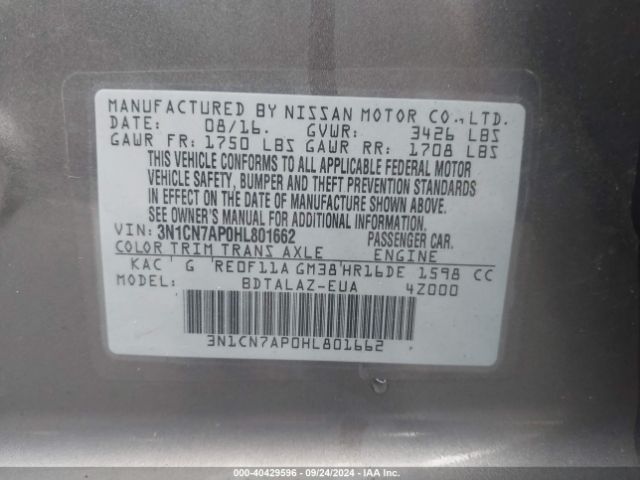 MANUFACTURED BY NISSAN MOTOR CO., LTD.
DATE: 08/16. GVWR: 3426 LBS
GAWR FR: 1750 LBS GAWR RR: 1708 LBS
THIS VEHICLE CONFORMS TO ALL APPLICABLE FEDERAL MOTOR
VEHICLE SAFETY, BUMPER AND THEFT PREVENTION STANDARDS
IN EFFECT ON THE DATE OF MANUFACTURE SHOWN ABOVE.
SEE OWNER'S MANUAL FOR ADDITIONAL INFORMATION.
VIN: 3N1CN7AP0HL801662 PASSENGER CAR.
COLOR TRIM TRANS AXLE ENGINE
KAC G RE0F11A GM38 HR16DE 1598 CC
MODEL: BDTALAZ-EUA 4Z000
3N1CN7AP0HL801662
000-40429596 - 09/24/2024 - IAA Inc.